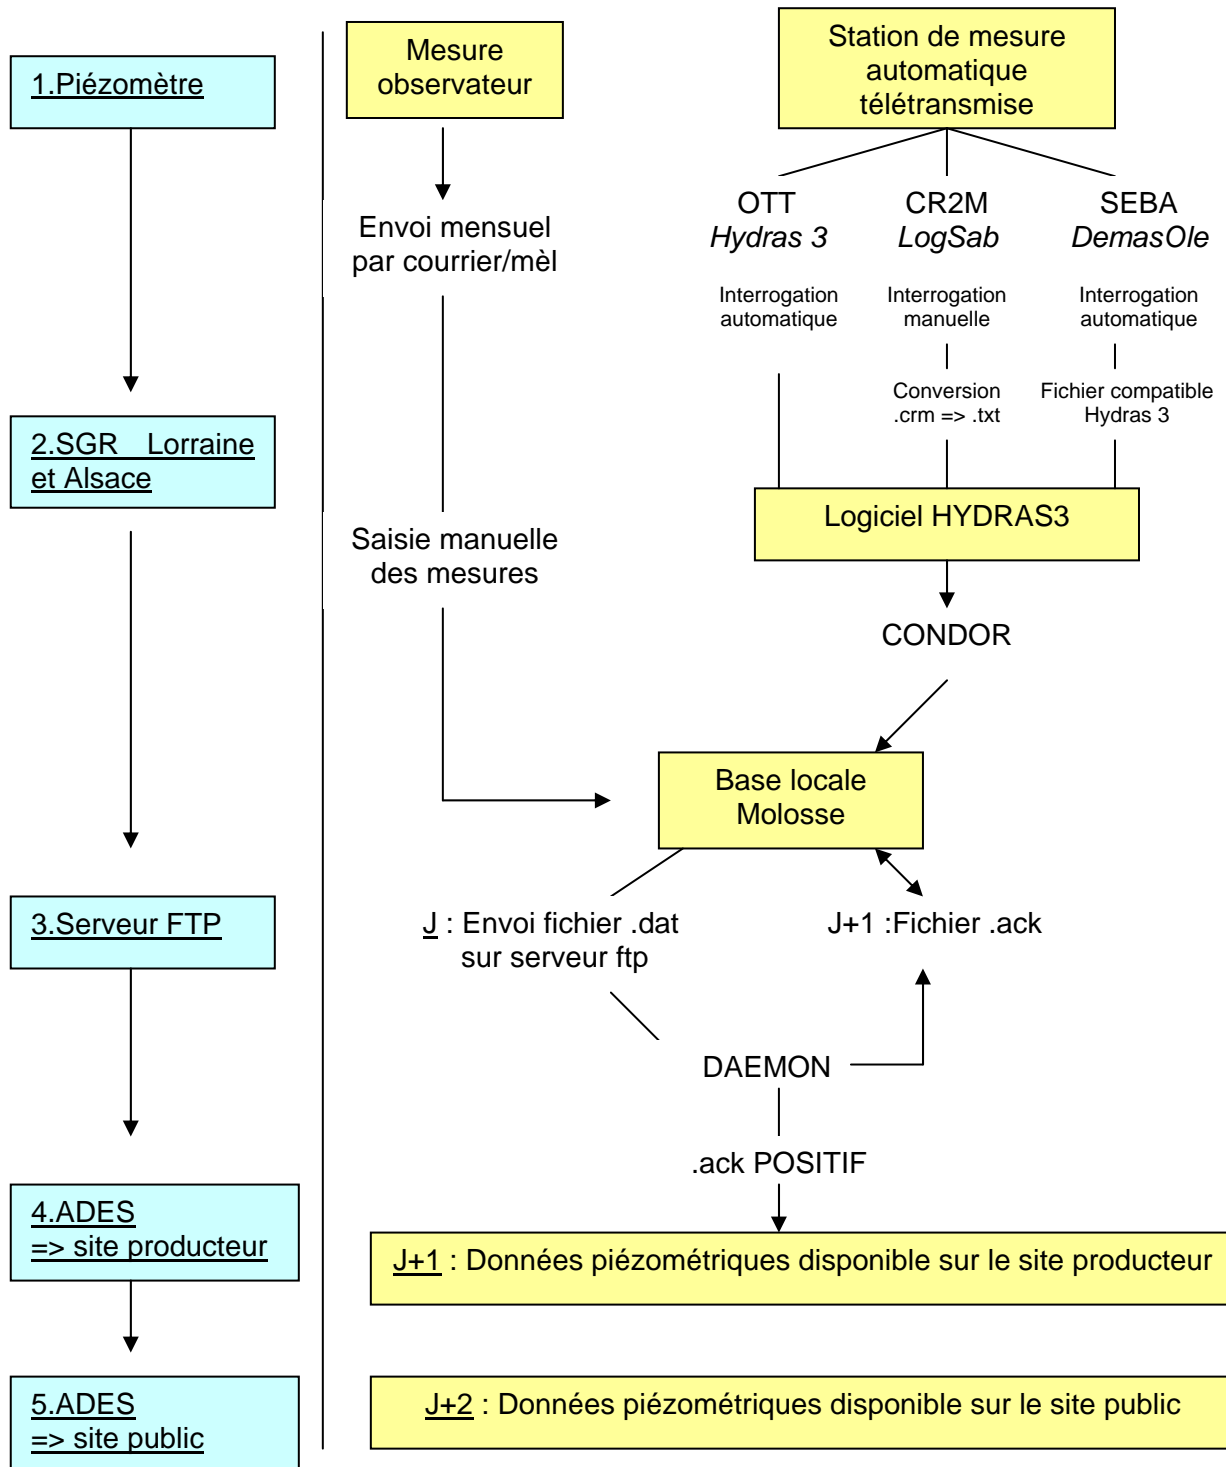 1.Piézomètre
Mesure
observateur
Station de mesure
automatique
télétransmise
Envoi mensuel
par courrier/mèl
OTT
Hydras 3
Interrogation
automatique
CR2M
LogSab
Interrogation
manuelle
Conversion
.crm => .txt
SEBA
DemasOle
Interrogation
automatique
Fichier compatible
Hydras 3
2.SGR Lorraine
et Alsace
Saisie manuelle
des mesures
Logiciel HYDRAS3
CONDOR
Base locale
Molosse
3.Serveur FTP
J : Envoi fichier .dat
sur serveur ftp
J+1 :Fichier .ack
DAEMON
.ack POSITIF
4.ADES
=> site producteur
J+1 : Données piézométriques disponible sur le site producteur
5.ADES
=> site public
J+2 : Données piézométriques disponible sur le site public